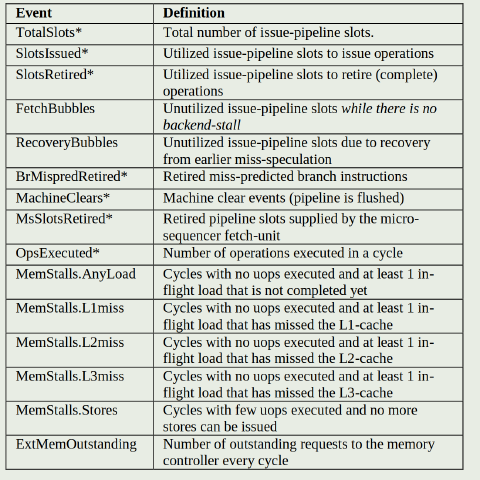 Event Definition
TotalSlots* Total number of issue-pipeline slots.
SlotsIssued* Utilized issue-pipeline slots to issue operations
SlotsRetired* Utilized issue-pipeline slots to retire (complete)
operations
FetchBubbles Unutilized issue-pipeline slots while there is no
backend-stall
RecoveryBubbles Unutilized issue-pipeline slots due to recovery
from earlier miss-speculation
BrMispredRetired* Retired miss-predicted branch instructions
MachineClears* Machine clear events (pipeline is flushed)
MsSlotsRetired* Retired pipeline slots supplied by the micro-
sequencer fetch-unit
OpsExecuted* Number of operations executed in a cycle
MemStalls.AnyLoad Cycles with no uops executed and at least 1 in-
flight load that is not completed yet
MemStalls.L1miss Cycles with no uops executed and at least 1 in-
flight load that has missed the L1-cache
MemStalls.L2miss Cycles with no uops executed and at least 1 in-
flight load that has missed the L2-cache
MemStalls.L3miss Cycles with no uops executed and at least 1 in-
flight load that has missed the L3-cache
MemStalls.Stores Cycles with few uops executed and no more
stores can be issued
ExtMemOutstanding Number of outstanding requests to the memory
controller every cycle